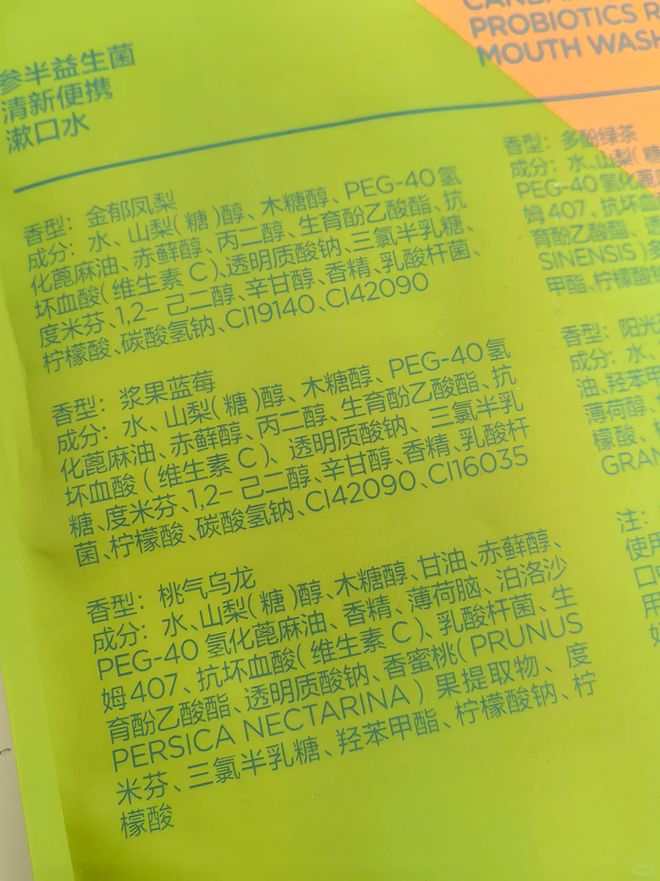 参半益生菌
清新便携
漱口水
PROBIOTICS R
MOUTH WASH
香型：金郁凤梨
成分：水、山梨(糖)醇、木糖醇、PEG-40氢
化蓖麻油、赤藓醇、丙二醇、生育酚乙酸酯、抗
坏血酸(维生素C)、透明质酸钠、三氯半乳糖、
度米芬、1,2-己二醇、辛甘醇、香精、乳酸杆菌、
柠檬酸、碳酸氢钠、CI19140、CI42090
香型：浆果蓝莓
成分：水、山梨(糖)醇、木糖醇、PEG-40氢
化蓖麻油、赤藓醇、丙二醇、生育酚乙酸酯、抗
坏血酸(维生素C)、透明质酸钠、三氯半乳
糖、度米芬、1,2-己二醇、辛甘醇、香精、乳酸杆
菌、柠檬酸、碳酸氢钠、CI42090、CI16035
香型：桃气乌龙
成分：水、山梨(糖)醇、木糖醇、甘油、赤藓醇、
PEG-40氢化蓖麻油、香精、薄荷脑、泊洛沙
姆407、抗坏血酸(维生素C)、乳酸杆菌、生
育酚乙酸酯、透明质酸钠、香蜜桃(PRUNUS
PERSICA NECTARINA)果提取物、度
米芬、三氯半乳糖、羟苯甲酯、柠檬酸钠、柠
檬酸
香型：多酚绿茶
成分：水、山梨(糖
PEG-40氢化蓖
姆407、抗坏血
育酚乙酸酯、透
SINENSIS)多
甲酯、柠檬酸
香型：阳光
成分：水、
油、羟苯甲
薄荷醇、
檬酸、
GRAN
注：
使用
口
用